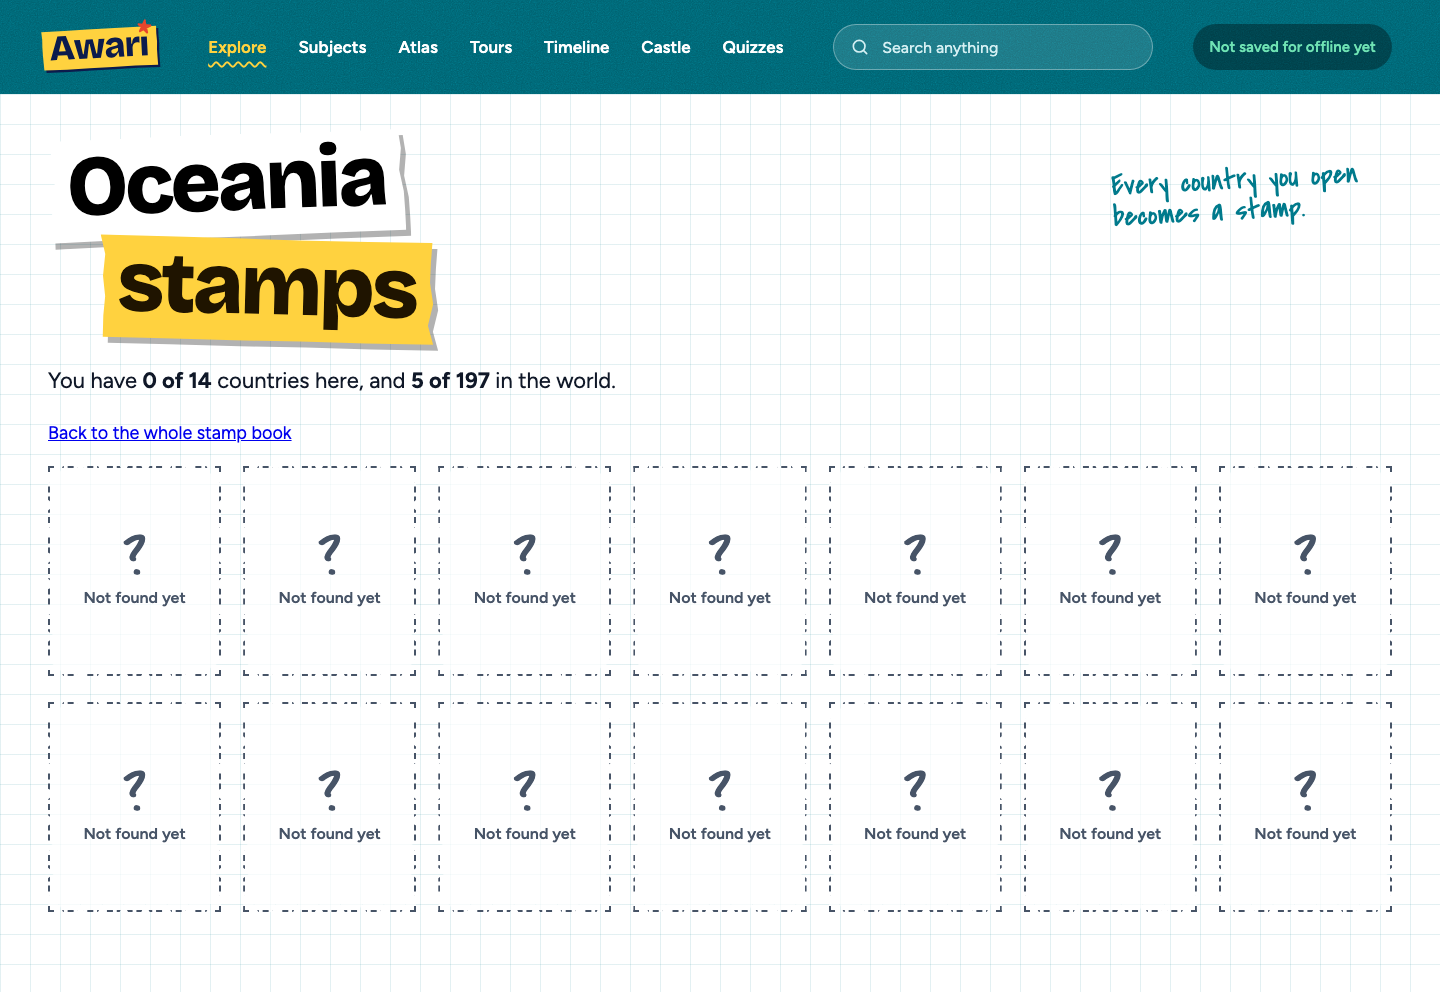 Awari
Explore Subjects Atlas Tours Timeline Castle Quizzes
Search anything
Not saved for offline yet
Oceania
stamps
Every country you open
becomes a stamp.
You have 0 of 14 countries here, and 5 of 197 in the world.
Back to the whole stamp book
? ? ? ? ? ? ?
Not found yet Not found yet Not found yet Not found yet Not found yet Not found yet Not found yet
? ? ? ? ? ? ?
Not found yet Not found yet Not found yet Not found yet Not found yet Not found yet Not found yet